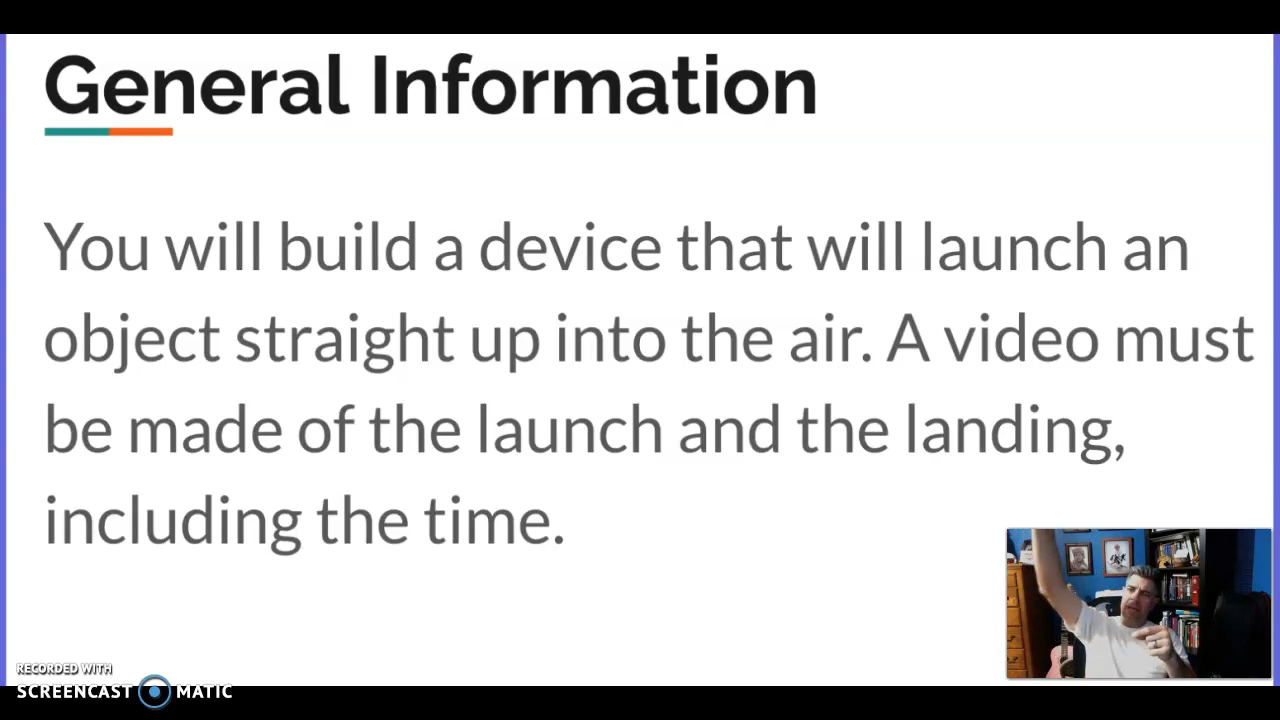 General Information
You will build a device that will launch an
object straight up into the air. A video must
be made of the launch and the landing,
including the time.
RECORDED WITH
SCREENCAST MATIC